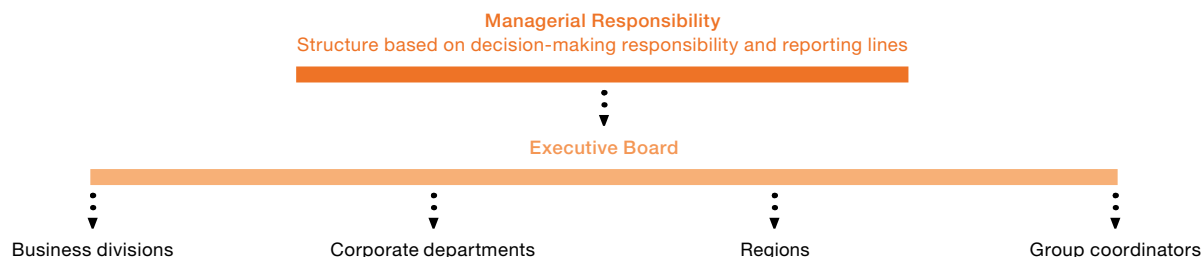 Managerial Responsibility
Structure based on decision-making responsibility and reporting lines
Executive Board
Business divisions
Corporate departments
Regions
Group coordinators